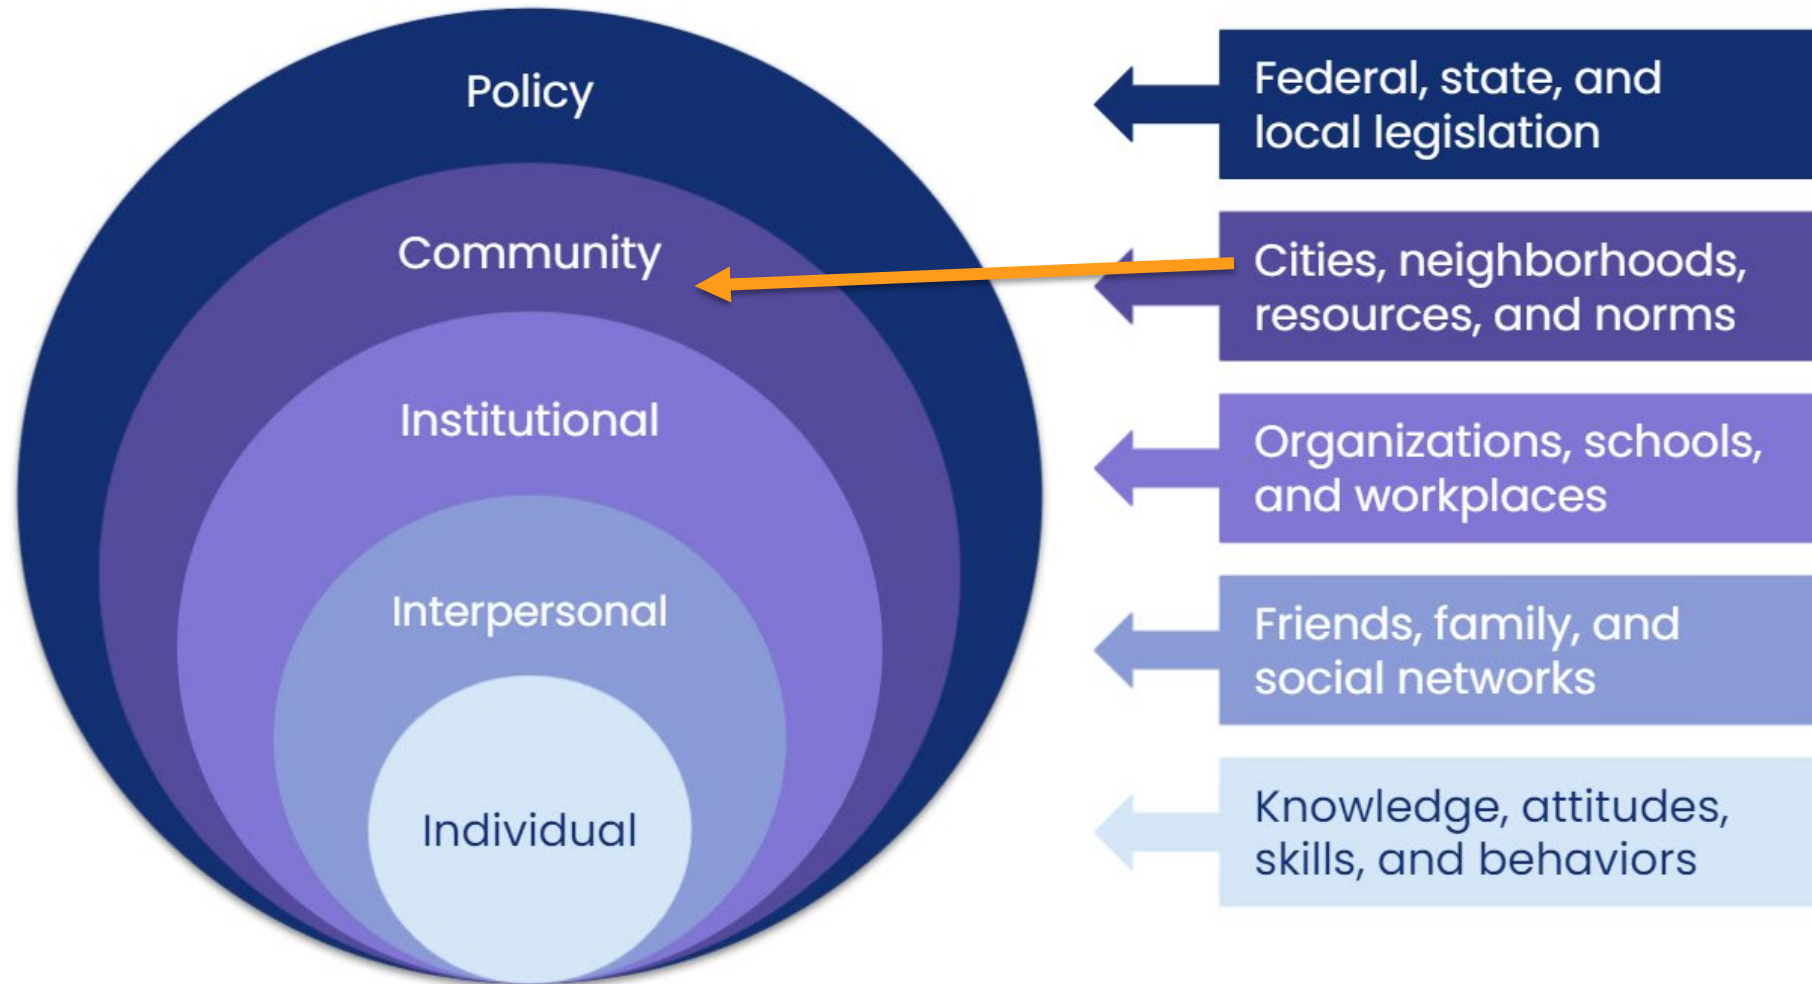 Policy
Community
Institutional
Interpersonal
Individual
Federal, state, and
local legislation
Cities, neighborhoods,
resources, and norms
Organizations, schools,
and workplaces
Friends, family, and
social networks
Knowledge, attitudes,
skills, and behaviors